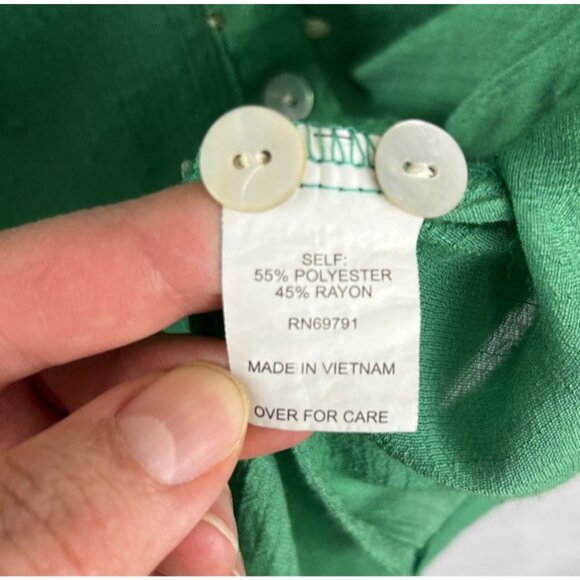 SELF:
55% POLYESTER
45% RAYON
RN69791
MADE IN VIETNAM
OVER FOR CARE